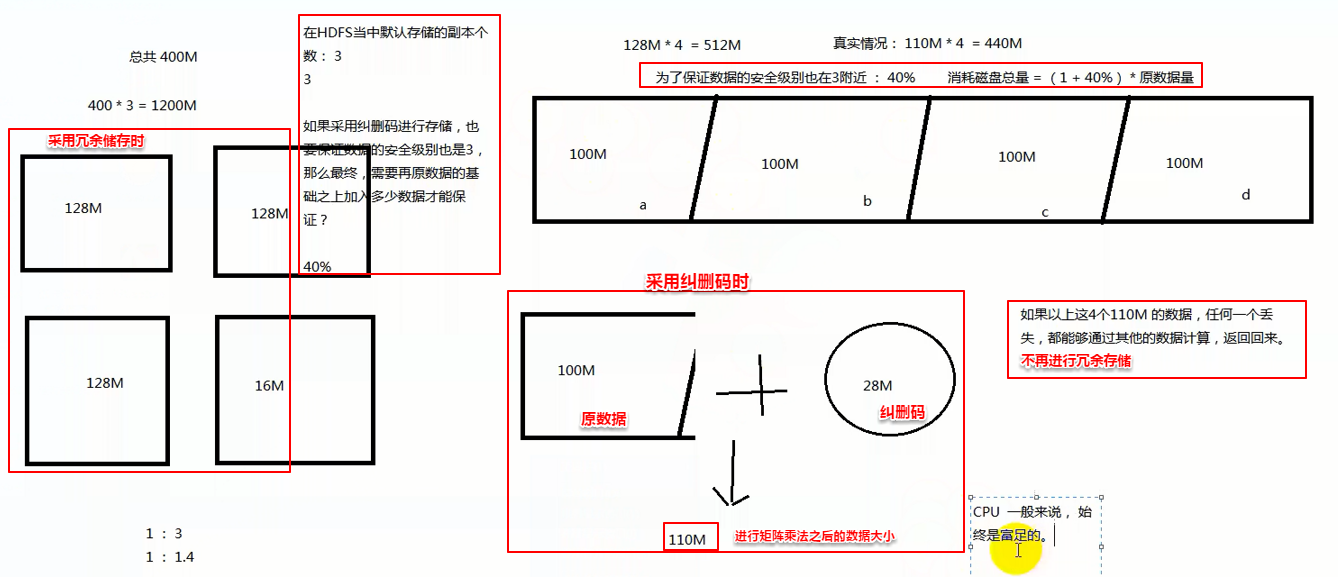 总共 400M
400 * 3 = 1200M
采用冗余储存时
128M
128M
128M
16M
1 ：3
1 ：1.4
在HDFS当中默认存储的副本个
数： 3
3
如果采用纠删码进行存储，也
要保证数据的安全级别也是3，
那么最终，需要再原数据的基
础之上加入多少数据才能保
证？
40%
128M * 4 = 512M
真实情况： 110M * 4 = 440M
为了保证数据的安全级别也在3附近 ： 40%
消耗磁盘总量 = （1 + 40%）* 原数据量
100M
a
100M
b
100M
c
100M
d
采用纠删码时
100M
原数据
28M
纠删码
110M
进行矩阵乘法之后的数据大小
如果以上这4个110M 的数据，任何一个丢
失，都能够通过其他的数据计算，返回回来。
不再进行冗余存储
CPU 一般来说，始
终是富足的。